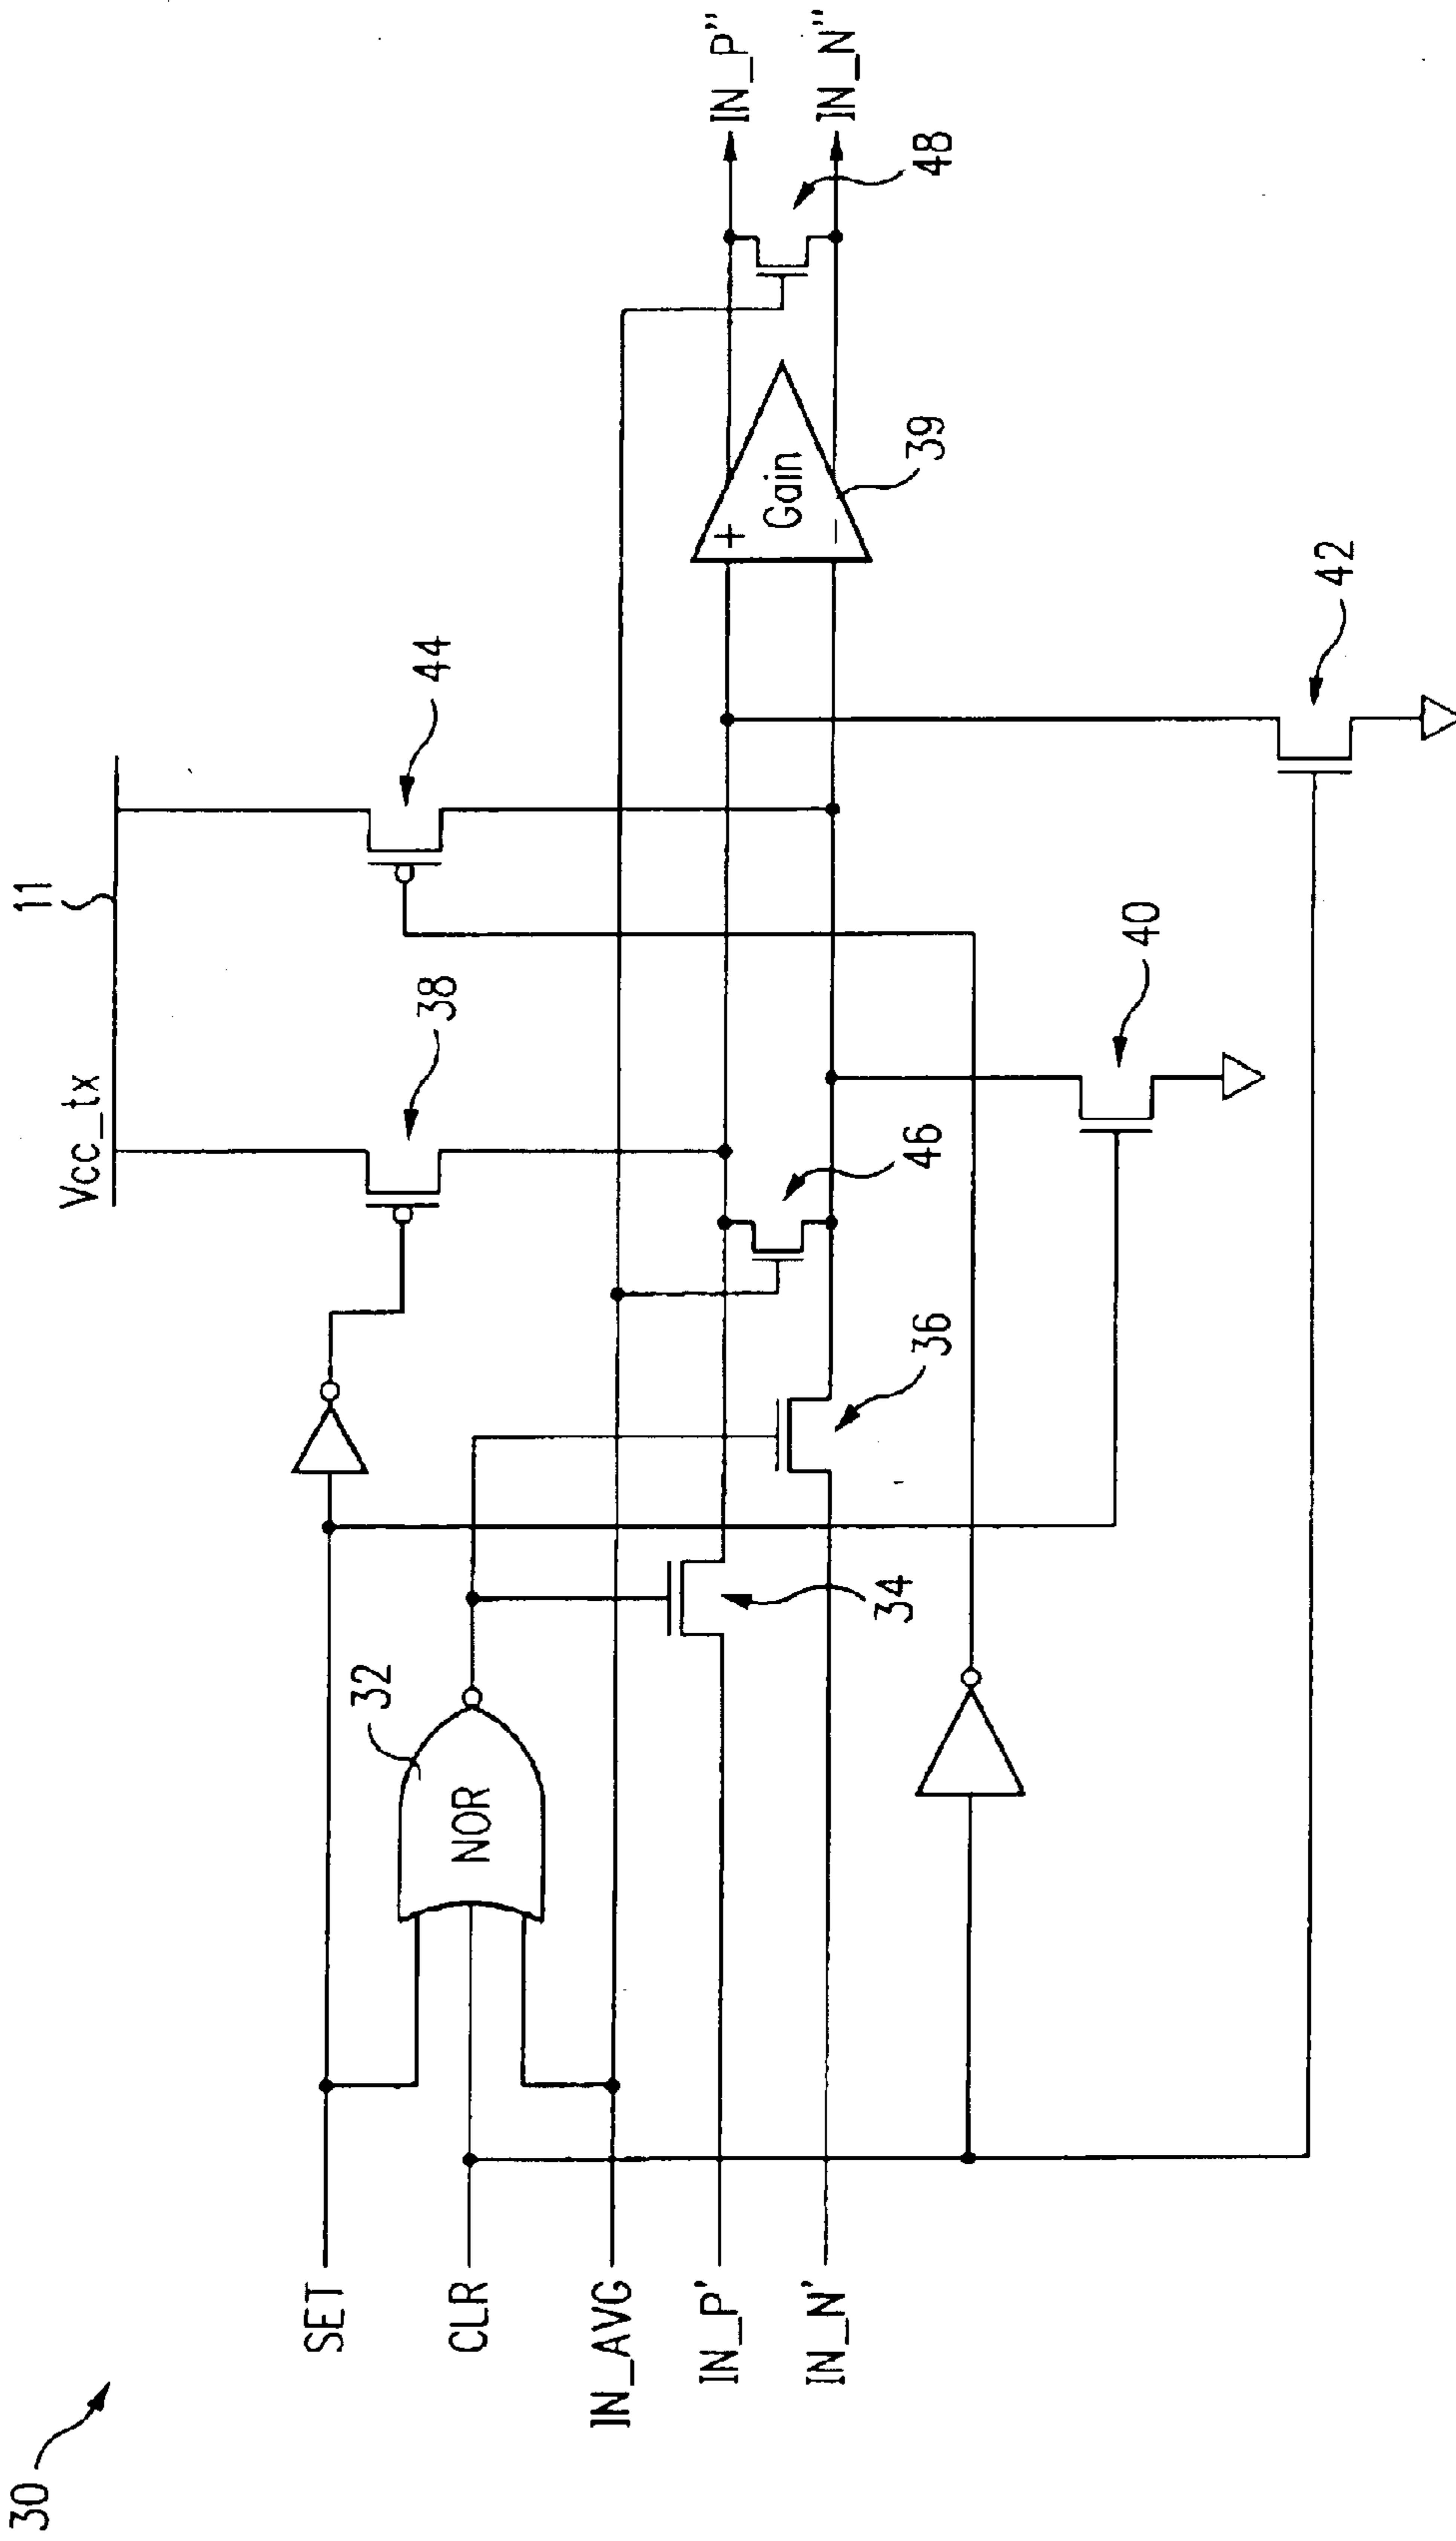 30
Vcc_tx
11
38
44
SET
CLR
IN_AVG
IN_P'
IN_N'
32
NOR
34
36
46
40
42
+
−
Gain
39
48
IN_P"
IN_N"